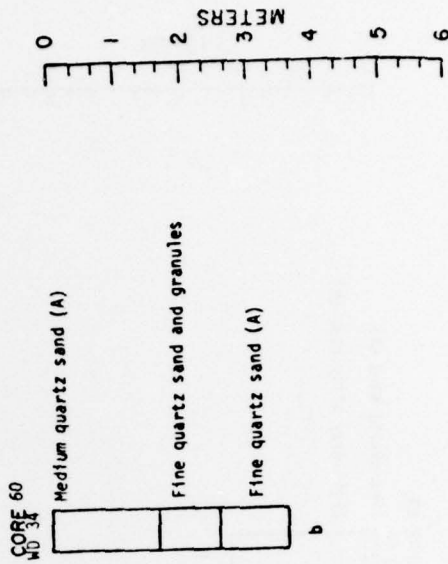 CORE 60
WD 34
Medium quartz sand (A)
Fine quartz sand and granules
Fine quartz sand (A)
b
0
1
2
3
4
5
6
METERS